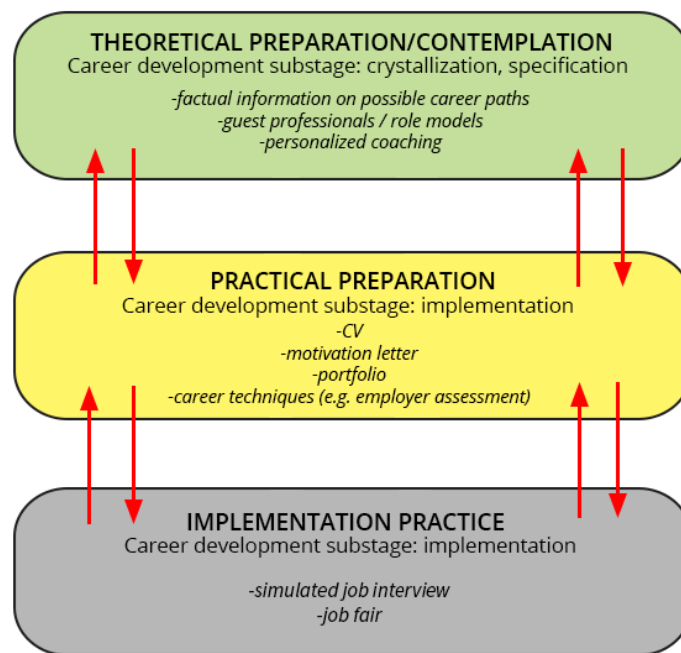 THEORETICAL PREPARATION/CONTEMPLATION
Career development substage: crystallization, specification
-factual information on possible career paths
-guest professionals / role models
-personalized coaching
PRACTICAL PREPARATION
Career development substage: implementation
-CV
-motivation letter
-portfolio
-career techniques (e.g. employer assessment)
IMPLEMENTATION PRACTICE
Career development substage: implementation
-simulated job interview
-job fair